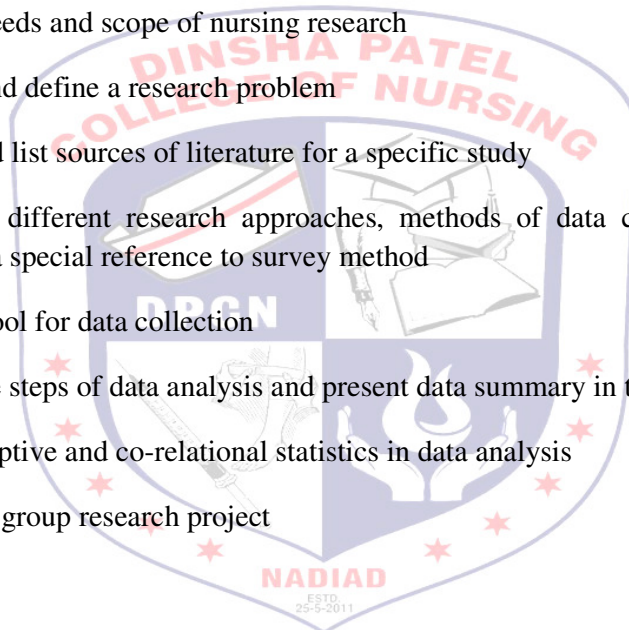 eeds and scope of nursing research
DINSHA PATEL
COLLEGE OF NURSING
nd define a research problem
d list sources of literature for a specific study
different research approaches, methods of data c
a special reference to survey method
DPCN
ool for data collection
e steps of data analysis and present data summary in t
ptive and co-relational statistics in data analysis
group research project
NADIAD
ESTD.
25-5-2011